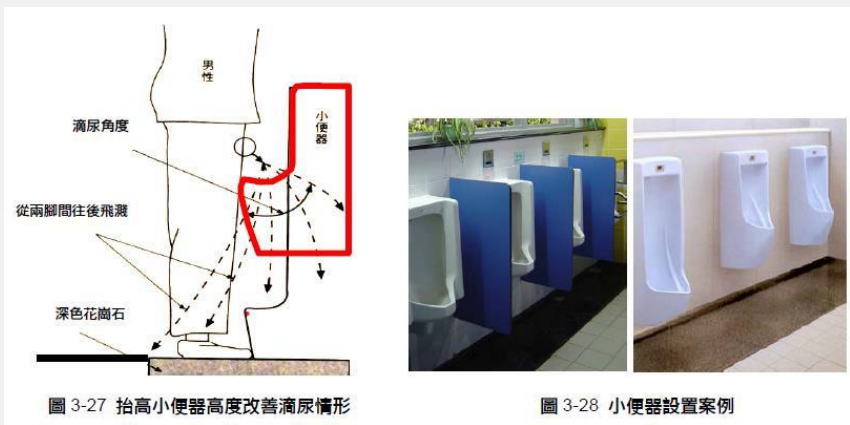 男性
小便器
滴尿角度
從兩腳間往後飛濺
深色花崗石
圖 3-27 抬高小便器高度改善滴尿情形
圖 3-28 小便器設置案例